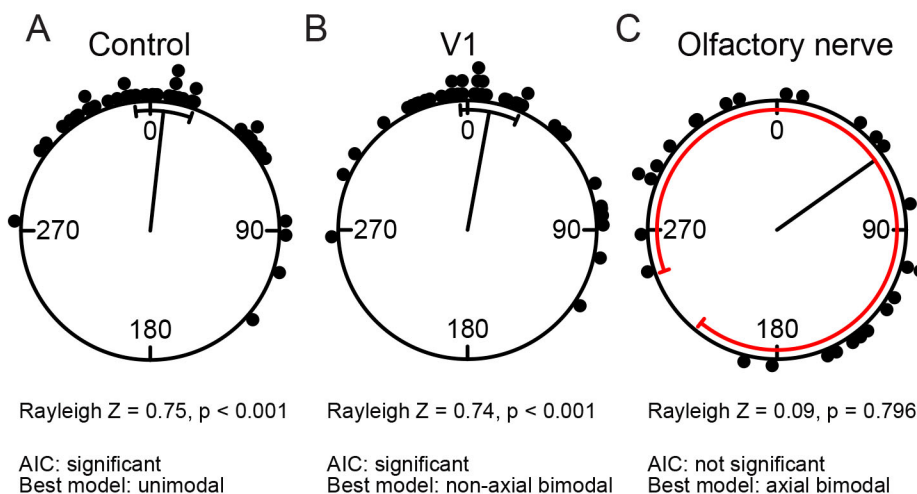 A
Control
0
90
180
270
Rayleigh Z = 0.75, p < 0.001
AIC: significant
Best model: unimodal
B
V1
0
90
180
270
Rayleigh Z = 0.74, p < 0.001
AIC: significant
Best model: non-axial bimodal
C
Olfactory nerve
0
90
180
270
Rayleigh Z = 0.09, p = 0.796
AIC: not significant
Best model: axial bimodal